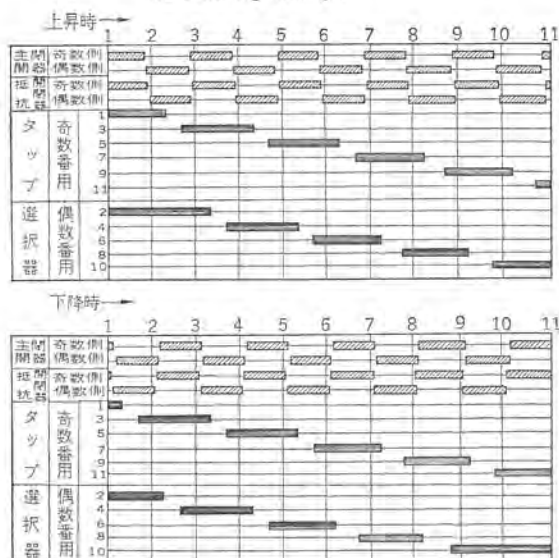 上昇時
1 2 3 4 5 6 7 8 9 10 11
主閉 奇数側
開器 偶数側
抵開 奇数側
抗閉 偶数側
1
タ 奇 3
ッ 数 5
プ 番 7
用 9
11
選 偶 2
択 数 4
器 番 6
用 8
10
下降時
1 2 3 4 5 6 7 8 9 10 11
主閉 奇数側
開器 偶数側
抵開 奇数側
抗閉 偶数側
1
タ 奇 3
ッ 数 5
プ 番 7
用 9
11
選 偶 2
択 数 4
器 番 6
用 8
10